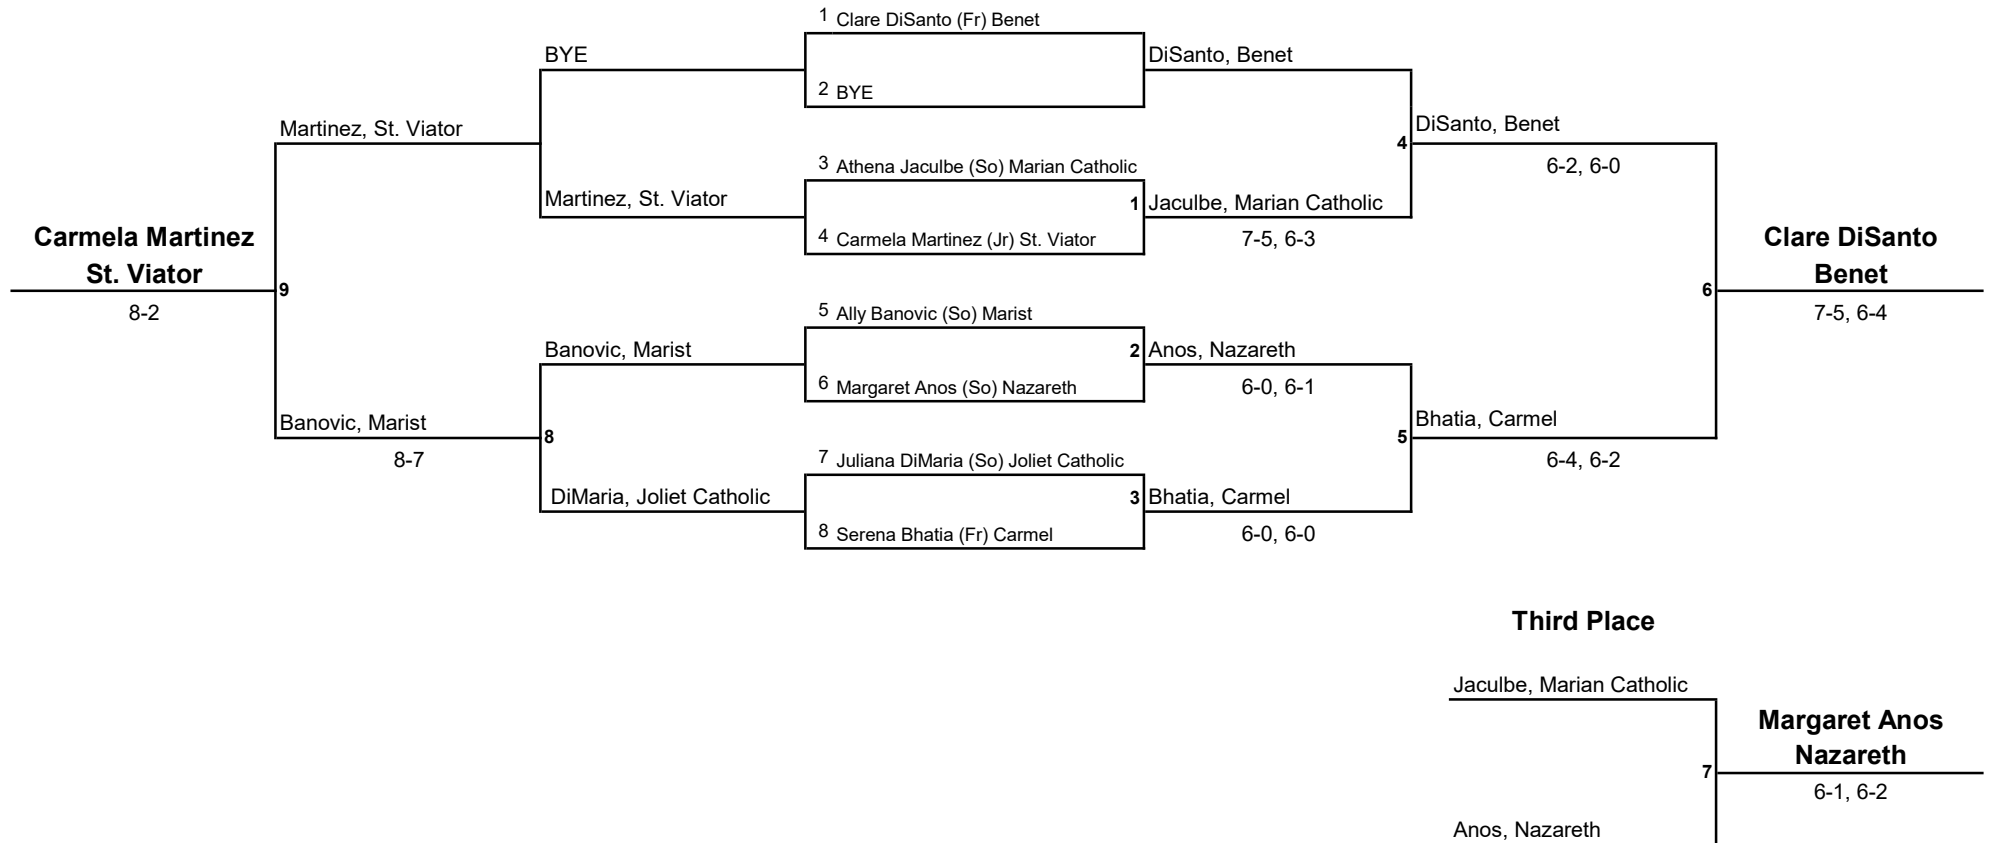 1 Clare DiSanto (Fr) Benet
BYE
DiSanto, Benet
2 BYE
Martinez, St. Viator
DiSanto, Benet
4
6-2, 6-0
3 Athena Jaculbe (So) Marian Catholic
Martinez, St. Viator
1 Jaculbe, Marian Catholic
7-5, 6-3
4 Carmela Martinez (Jr) St. Viator
Carmela Martinez
St. Viator
9
8-2
Clare DiSanto
Benet
6
7-5, 6-4
5 Ally Banovic (So) Marist
Banovic, Marist
2 Anos, Nazareth
6-0, 6-1
6 Margaret Anos (So) Nazareth
Banovic, Marist
8
8-7
Bhatia, Carmel
5
6-4, 6-2
7 Juliana DiMaria (So) Joliet Catholic
DiMaria, Joliet Catholic
3 Bhatia, Carmel
6-0, 6-0
8 Serena Bhatia (Fr) Carmel
Third Place
Jaculbe, Marian Catholic
Margaret Anos
Nazareth
7
6-1, 6-2
Anos, Nazareth